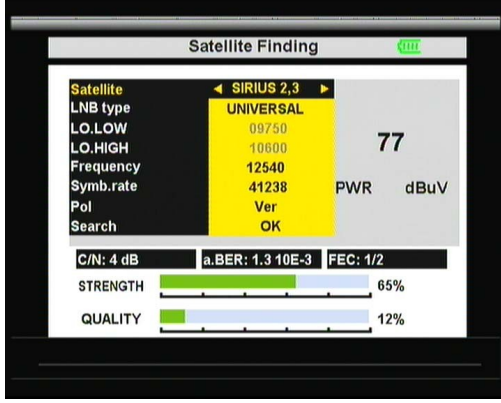 Satellite Finding
Satellite ◀ SIRIUS 2,3 ▶
LNB type UNIVERSAL
LO.LOW 09750
LO.HIGH 10600
Frequency 12540
Symb.rate 41238
Pol Ver
Search OK
77
PWR dBuV
C/N: 4 dB a.BER: 1.3 10E-3 FEC: 1/2
STRENGTH 65%
QUALITY 12%